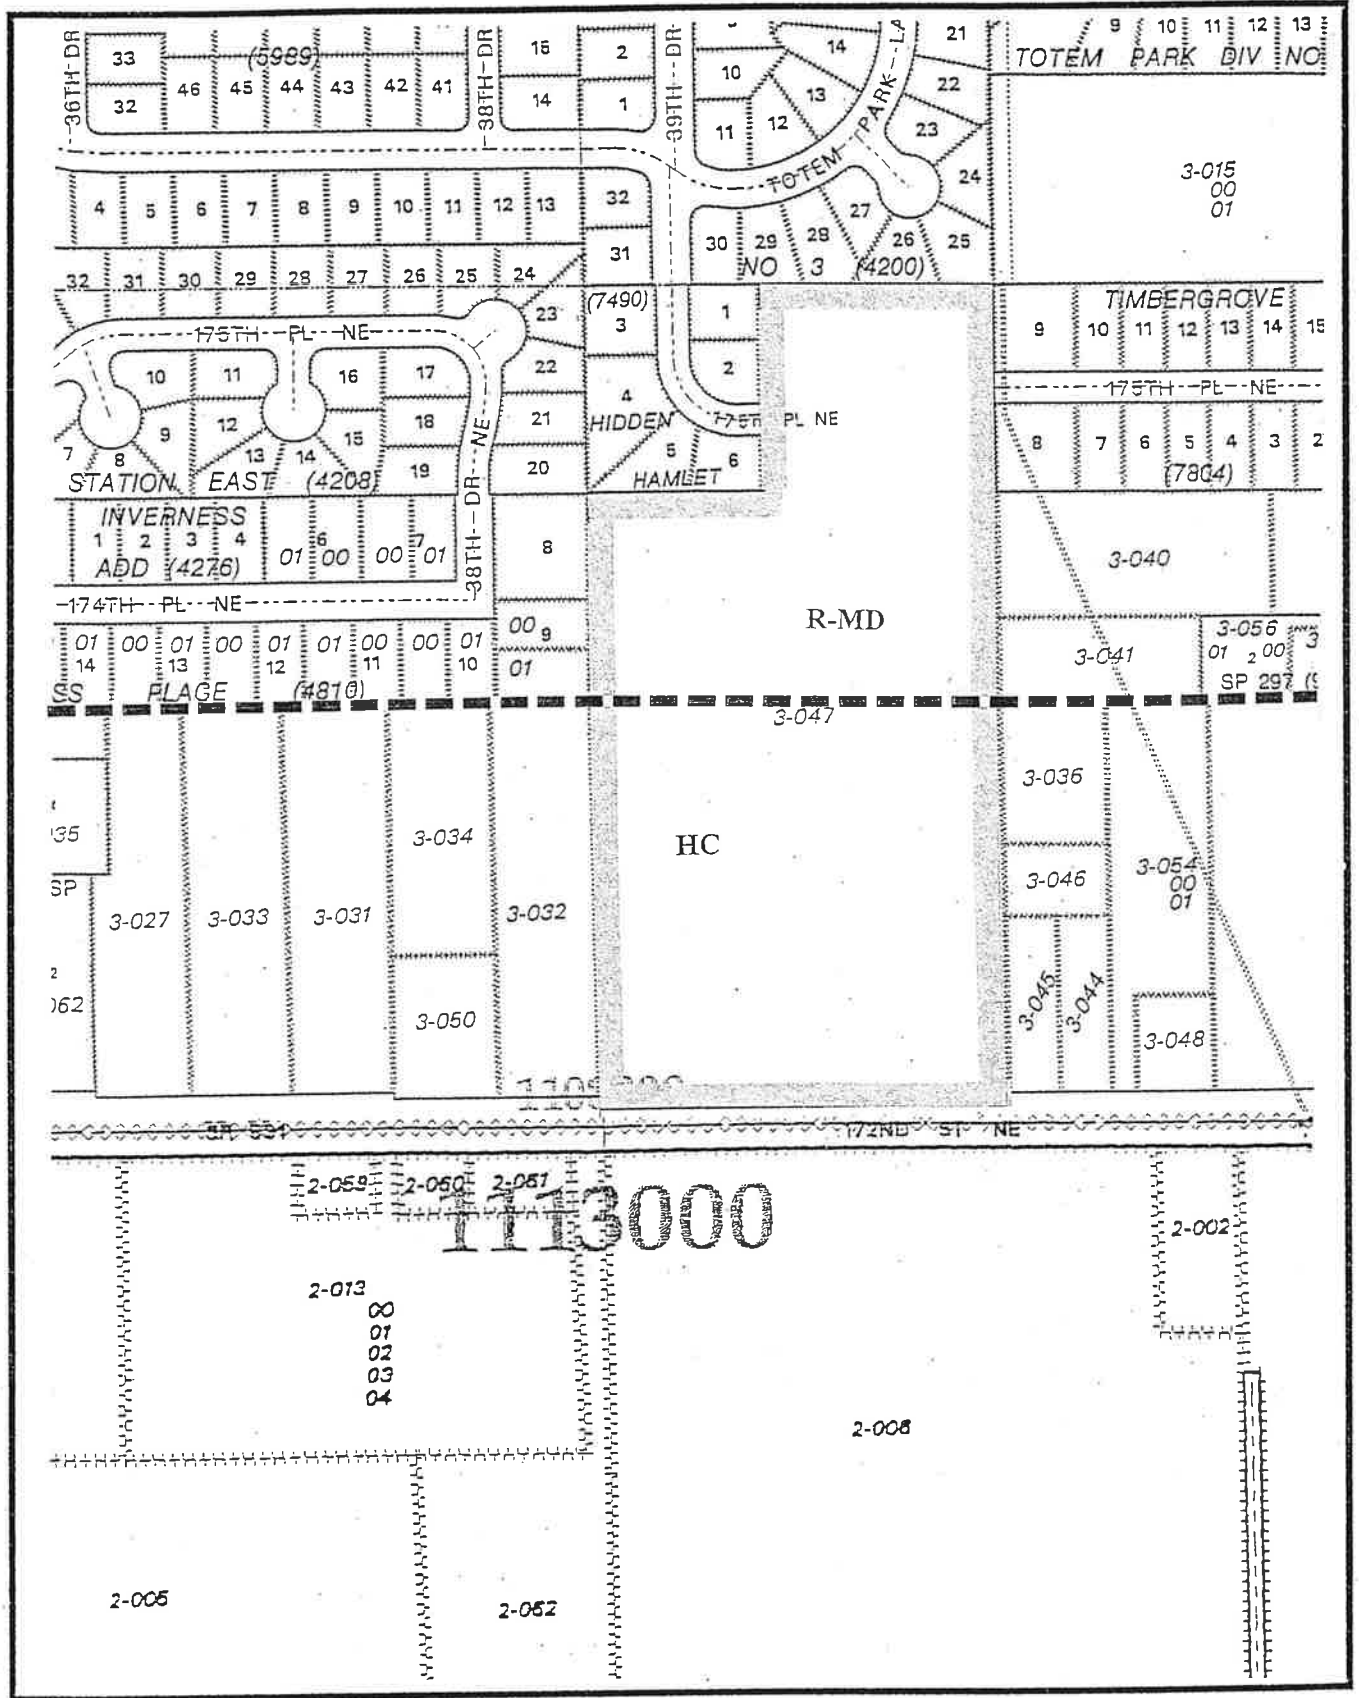 36TH DR
33
32
(5989)
46 45 44 43 42 41
38TH DR
15
14
2
1
39TH DR
10
11
12
13
14
TOTEM PARK LA
21
22
23
24
25
26
27
28
29
30
NO 3 (4200)
9 10 11 12 13
TOTEM PARK DIV NO
3-015
00
01
4 5 6 7 8 9 10 11 12 13
32
31
32 31 30 29 28 27 26 25 24
23
22
21
20
175TH PL NE
10 11 16 17
9 12 15 18
7 8 13 14 19
STATION EAST (4208)
38TH DR NE
(7490)
3
4
HIDDEN
5
6
HAMLET
1
2
175TH PL NE
TIMBERGROVE
9 10 11 12 13 14 15
175TH PL NE
8 7 6 5 4 3 2
(7804)
INVERNESS
1 2 3 4 6 7
01 00 00 01
ADD (4276)
8
174TH PL NE
00 9
01
01 00 01 00 01 01 00 00 01
14 13 12 11 10
SS PLACE (4810)
R-MD
3-040
3-041
3-056
01 2 00
SP 297
3-047
HC
35
SP
062
3-027
3-033
3-031
3-034
3-050
3-032
3-036
3-046
3-045
3-044
3-054
00
01
3-048
SR 531
172ND ST NE
2-059
2-060
2-061
1113000
2-002
2-013
00
01
02
03
04
2-008
2-005
2-052